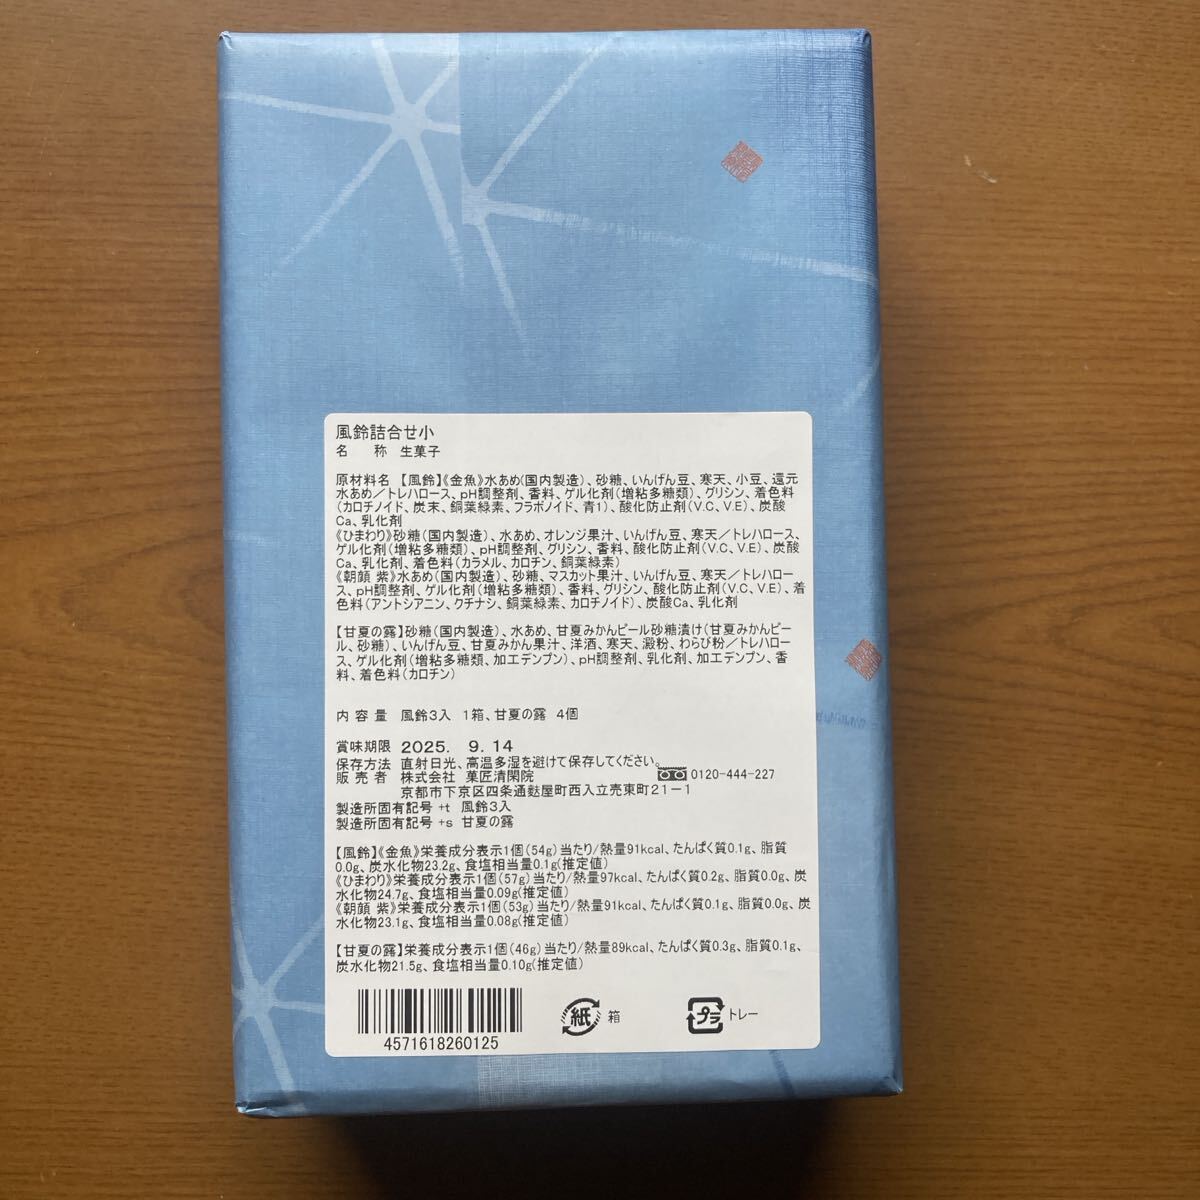 風鈴詰合せ小
名　　称　生菓子
原材料名 【風鈴】《金魚》水あめ(国内製造)、砂糖、いんげん豆、寒天、小豆、還元
水あめ／トレハロース、pH調整剤、香料、ゲル化剤(増粘多糖類)、グリシン、着色料
(カロチノイド、炭末、銅葉緑素、フラボノイド、青1)、酸化防止剤(V.C、V.E)、炭酸
Ca、乳化剤
《ひまわり》砂糖(国内製造)、水あめ、オレンジ果汁、いんげん豆、寒天／トレハロース、
ゲル化剤(増粘多糖類)、pH調整剤、グリシン、香料、酸化防止剤(V.C、V.E)、炭酸
Ca、乳化剤、着色料(カラメル、カロチン、銅葉緑素)
《朝顔 紫》水あめ(国内製造)、砂糖、マスカット果汁、いんげん豆、寒天／トレハロー
ス、pH調整剤、ゲル化剤(増粘多糖類)、香料、グリシン、酸化防止剤(V.C、V.E)、着
色料(アントシアニン、クチナシ、銅葉緑素、カロチノイド)、炭酸Ca、乳化剤
【甘夏の露】砂糖(国内製造)、水あめ、甘夏みかんピール砂糖漬け(甘夏みかんピー
ル、砂糖)、いんげん豆、甘夏みかん果汁、洋酒、寒天、澱粉、わらび粉／トレハロー
ス、ゲル化剤(増粘多糖類、加工デンプン)、pH調整剤、乳化剤、加工デンプン、香
料、着色料(カロチン)
内 容 量　風鈴3入　1箱、甘夏の露　4個
賞味期限 2025. 9.14
保存方法　直射日光、高温多湿を避けて保存してください。
販 売 者　株式会社 菓匠清閑院　0120-444-227
京都市下京区四条通麩屋町西入立売東町21－1
製造所固有記号 +t 風鈴3入
製造所固有記号 +s 甘夏の露
【風鈴】《金魚》栄養成分表示1個(54g)当たり/熱量91kcal、たんぱく質0.1g、脂質
0.0g、炭水化物23.2g、食塩相当量0.1g(推定値)
《ひまわり》栄養成分表示1個(57g)当たり/熱量97kcal、たんぱく質0.2g、脂質0.0g、炭
水化物24.7g、食塩相当量0.09g(推定値)
《朝顔 紫》栄養成分表示1個(53g)当たり/熱量91kcal、たんぱく質0.1g、脂質0.0g、炭
水化物23.1g、食塩相当量0.08g(推定値)
【甘夏の露】栄養成分表示1個(46g)当たり/熱量89kcal、たんぱく質0.3g、脂質0.1g、
炭水化物21.5g、食塩相当量0.10g(推定値)
4571618260125
紙 箱
プラ トレー